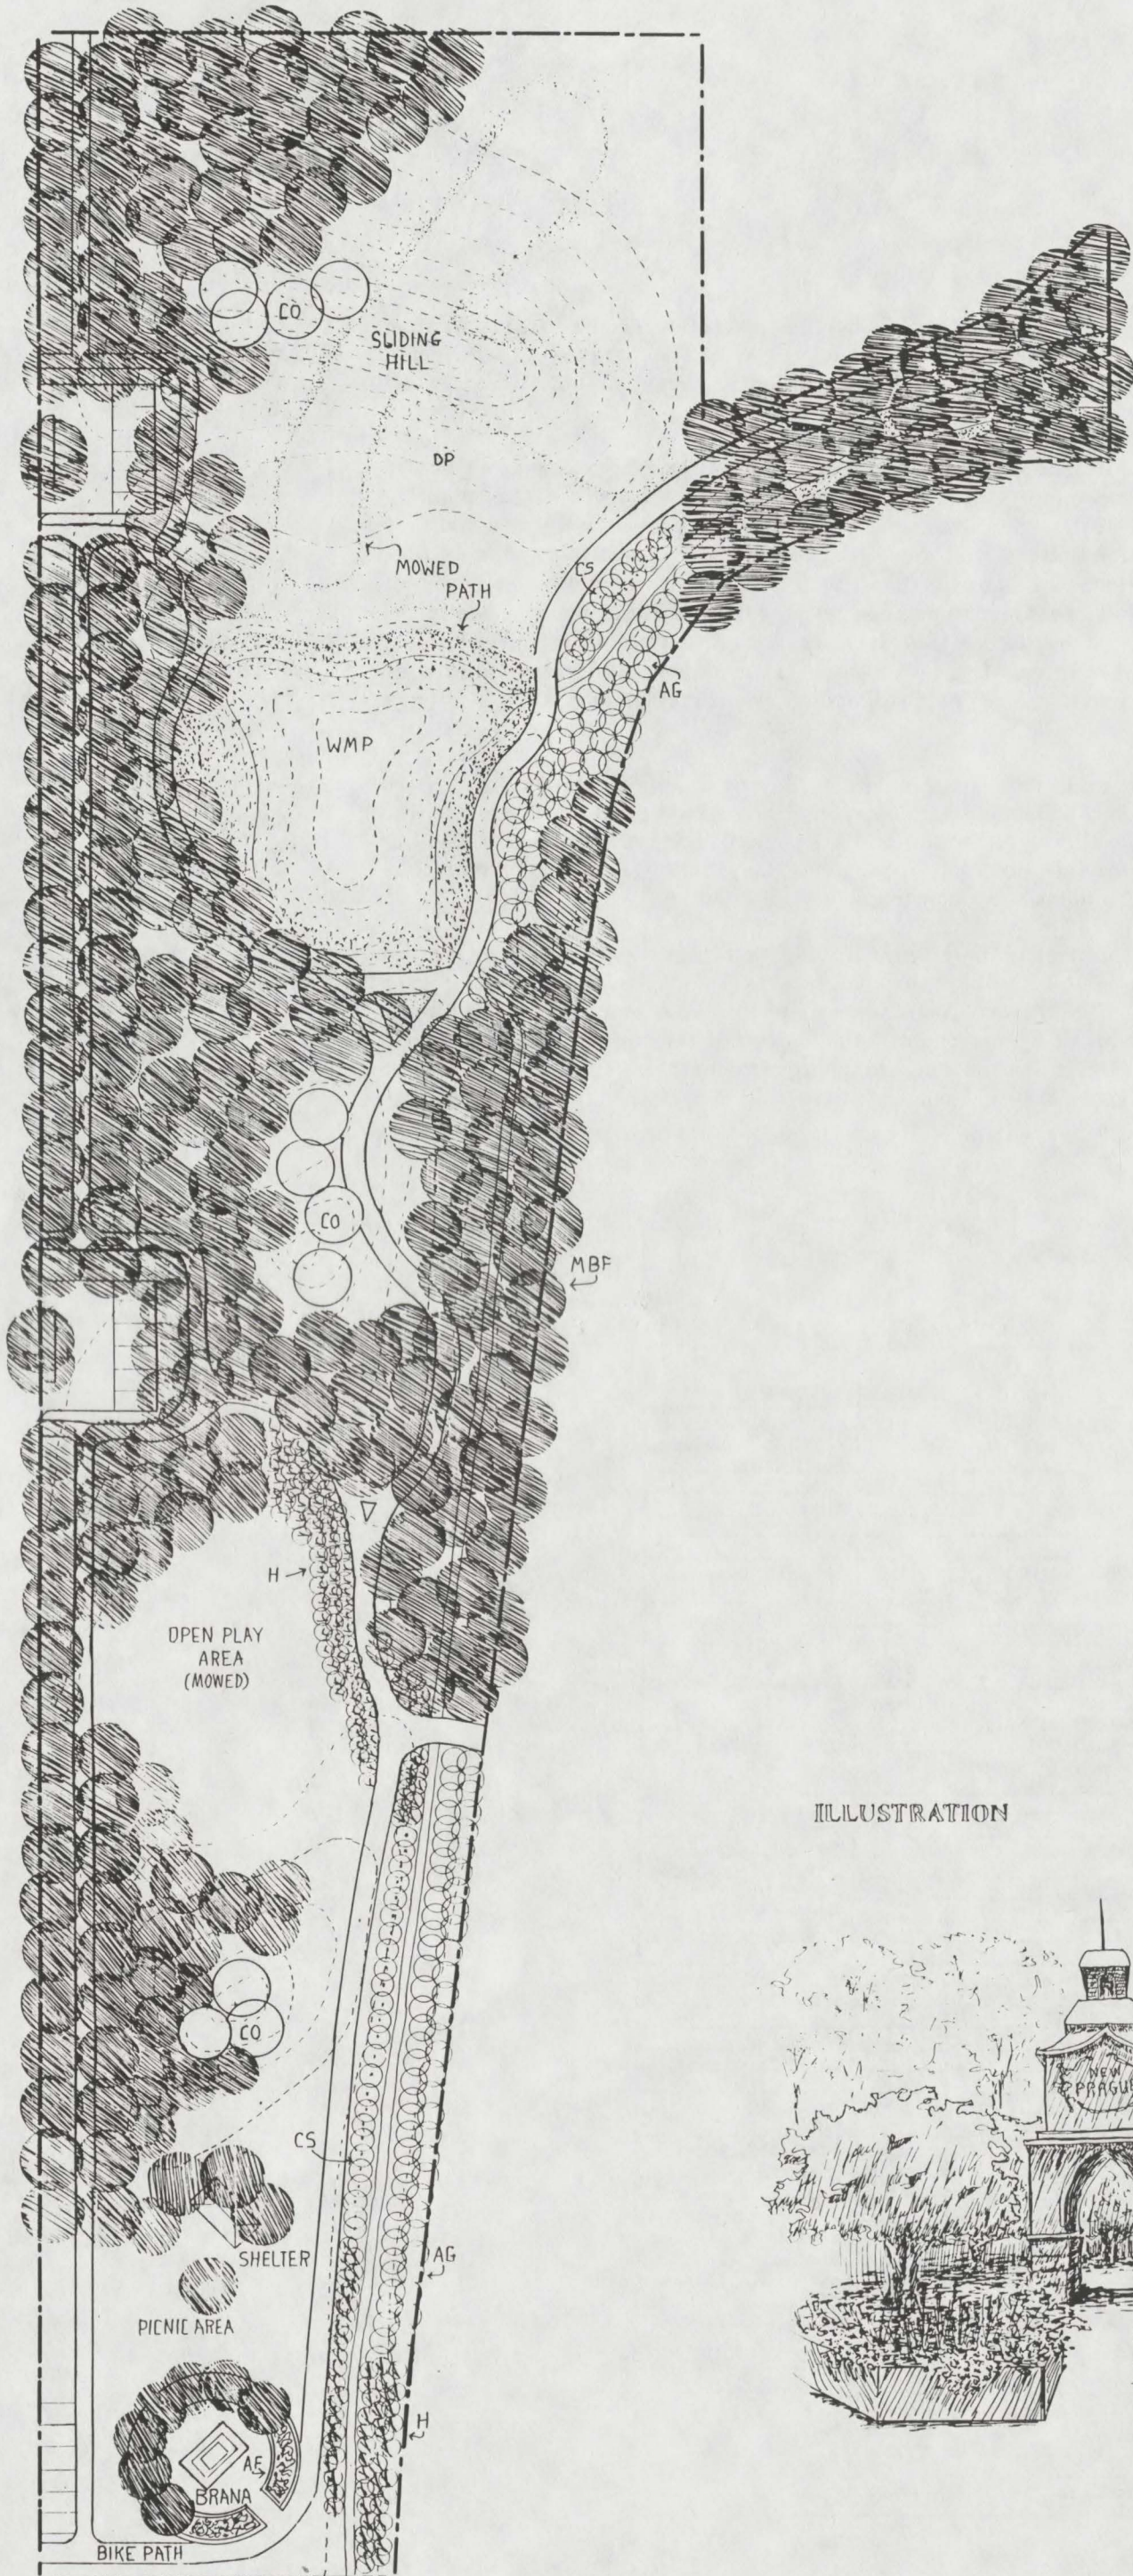 CO
SLIDING
HILL
DP
MOWED
PATH
CS
AG
WMP
CO
MBF
H
OPEN PLAY
AREA
(MOWED)
ILLUSTRATION
CO
NEW
PRAGU
CS
SHELTER
AG
PICNIC AREA
H
AF
BRANA
BIKE PATH